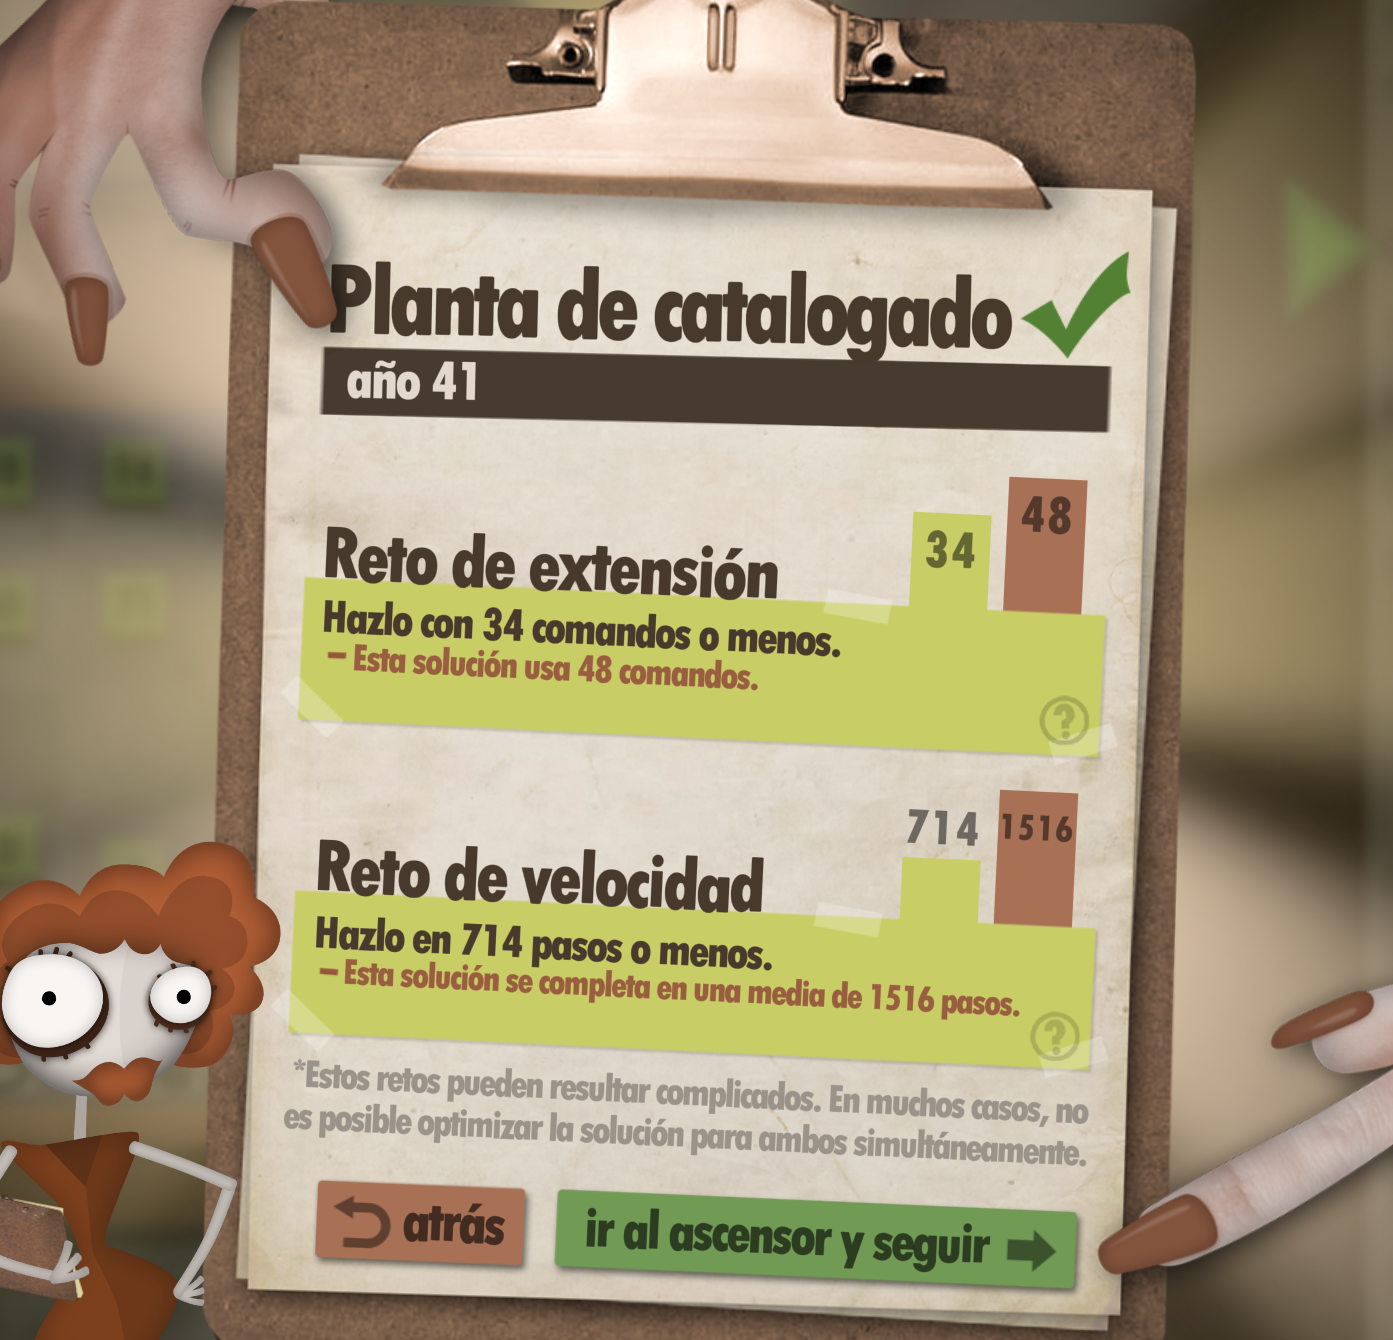 Planta de catalogado
año 41
34
48
Reto de extensión
Hazlo con 34 comandos o menos.
– Esta solución usa 48 comandos.
?
714
1516
Reto de velocidad
Hazlo en 714 pasos o menos.
– Esta solución se completa en una media de 1516 pasos.
?
*Estos retos pueden resultar complicados. En muchos casos, no
es posible optimizar la solución para ambos simultáneamente.
atrás
ir al ascensor y seguir